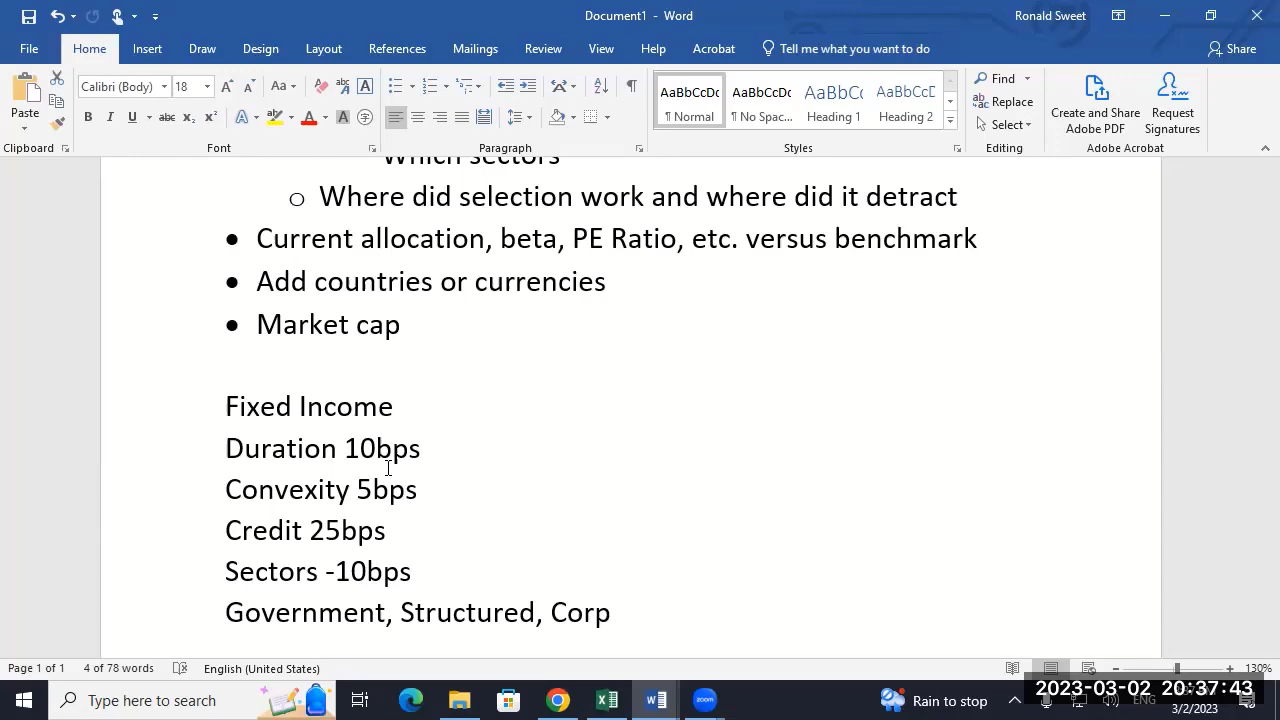 Document1 - Word
Ronald Sweet
File Home Insert Draw Design Layout References Mailings Review View Help Acrobat Tell me what you want to do Share
Paste
Calibri (Body) 18
Find
Replace
Select
AaBbCcDc AaBbCcDc AaBbCc AaBbCcE
¶ Normal ¶ No Spac... Heading 1 Heading 2
Create and Share Adobe PDF
Request Signatures
Clipboard Font Paragraph Styles Editing Adobe Acrobat
Which sectors
o Where did selection work and where did it detract
• Current allocation, beta, PE Ratio, etc. versus benchmark
• Add countries or currencies
• Market cap
Fixed Income
Duration 10bps
Convexity 5bps
Credit 25bps
Sectors -10bps
Government, Structured, Corp
Page 1 of 1 4 of 78 words English (United States) 130%
Type here to search
zoom
Rain to stop
ENG
2023-03-02 20:37:43
3/2/2023